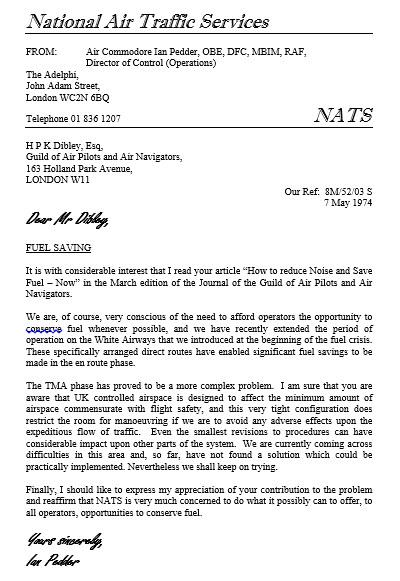 National Air Traffic Services
FROM: Air Commodore Ian Pedder, OBE, DFC, MBIM, RAF,
Director of Control (Operations)
The Adelphi,
John Adam Street,
London WC2N 6BQ
Telephone 01 836 1207 NATS
H P K Dibley, Esq,
Guild of Air Pilots and Air Navigators,
163 Holland Park Avenue,
LONDON W11
Our Ref: 8M/52/03 S
7 May 1974
Dear Mr Dibley,
FUEL SAVING
It is with considerable interest that I read your article “How to reduce Noise and Save
Fuel – Now” in the March edition of the Journal of the Guild of Air Pilots and Air
Navigators.
We are, of course, very conscious of the need to afford operators the opportunity to
conserve fuel whenever possible, and we have recently extended the period of
operation on the White Airways that we introduced at the beginning of the fuel crisis.
These specifically arranged direct routes have enabled significant fuel savings to be
made in the en route phase.
The TMA phase has proved to be a more complex problem. I am sure that you are
aware that UK controlled airspace is designed to affect the minimum amount of
airspace commensurate with flight safety, and this very tight configuration does
restrict the room for manoeuvring if we are to avoid any adverse effects upon the
expeditious flow of traffic. Even the smallest revisions to procedures can have
considerable impact upon other parts of the system. We are currently coming across
difficulties in this area and, so far, have not found a solution which could be
practically implemented. Nevertheless we shall keep on trying.
Finally, I should like to express my appreciation of your contribution to the problem
and reaffirm that NATS is very much concerned to do what it possibly can to offer, to
all operators, opportunities to conserve fuel.
Yours sincerely,
Ian Pedder